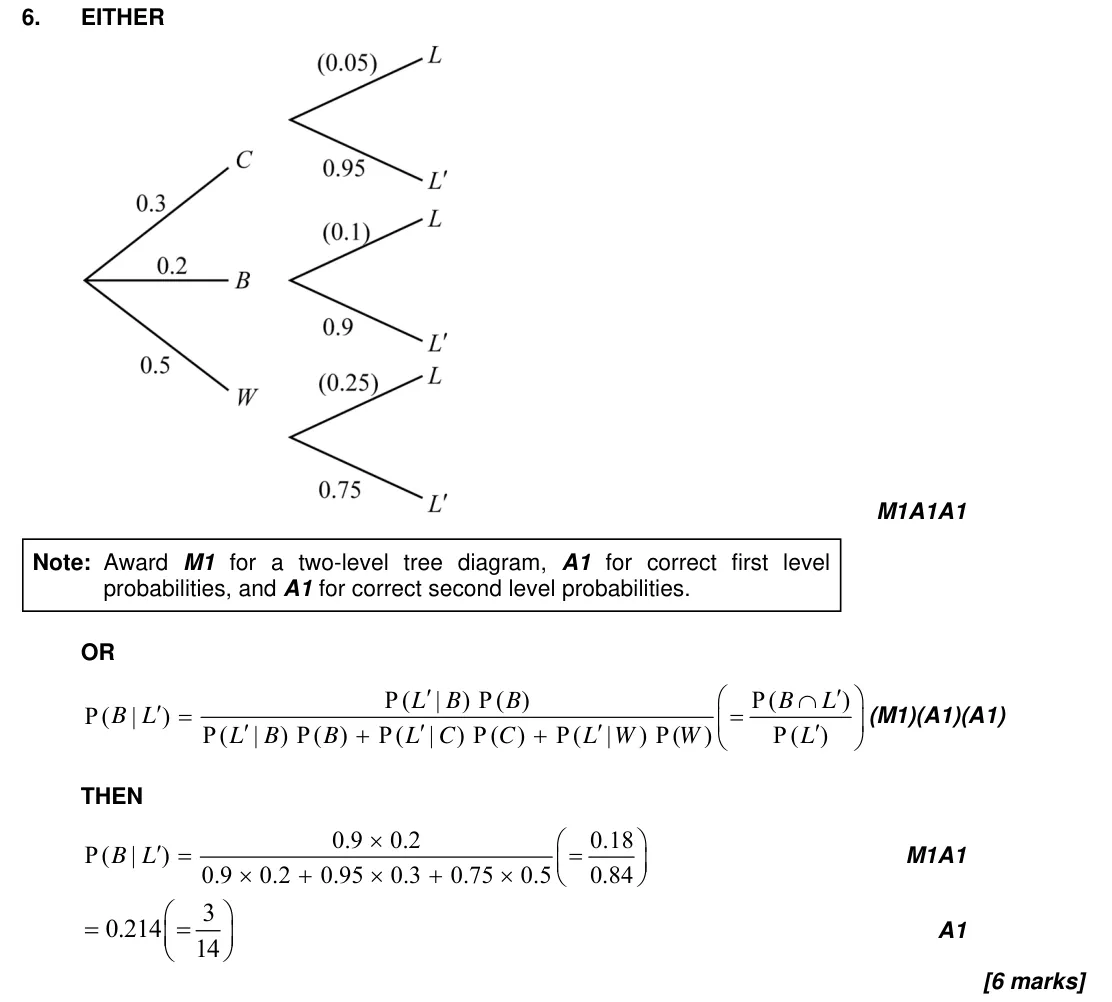 6. EITHER
(0.05) L
C
0.95 L′
0.3 L
(0.1)
0.2 B
0.9
0.5 L′
(0.25) L
W
0.75
L′
M1A1A1
Note: Award M1 for a two-level tree diagram, A1 for correct first level
probabilities, and A1 for correct second level probabilities.
OR
P(B | L′) = P(L′ | B) P(B) / (P(L′ | B) P(B) + P(L′ | C) P(C) + P(L′ | W) P(W)) (= P(B ∩ L′) / P(L′)) (M1)(A1)(A1)
THEN
P(B | L′) = 0.9 × 0.2 / (0.9 × 0.2 + 0.95 × 0.3 + 0.75 × 0.5) (= 0.18 / 0.84) M1A1
= 0.214 (= 3 / 14) A1
[6 marks]